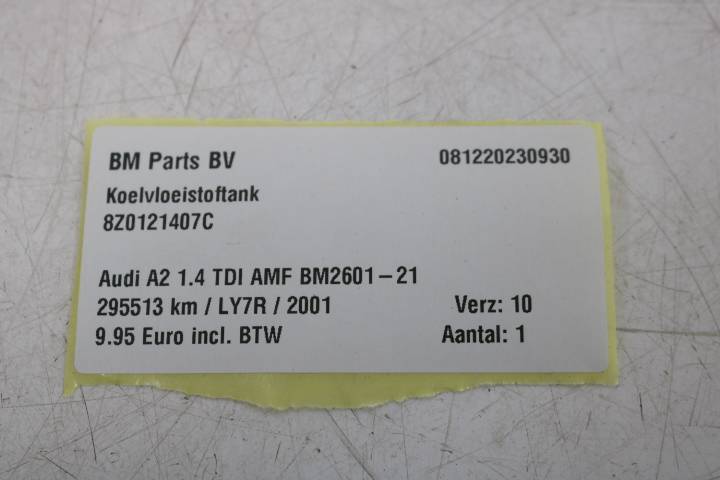 BM Parts BV 081220230930
Koelvloeistoftank
8Z0121407C
Audi A2 1.4 TDI AMF BM2601-21
295513 km / LY7R / 2001 Verz: 10
9.95 Euro incl. BTW Aantal: 1